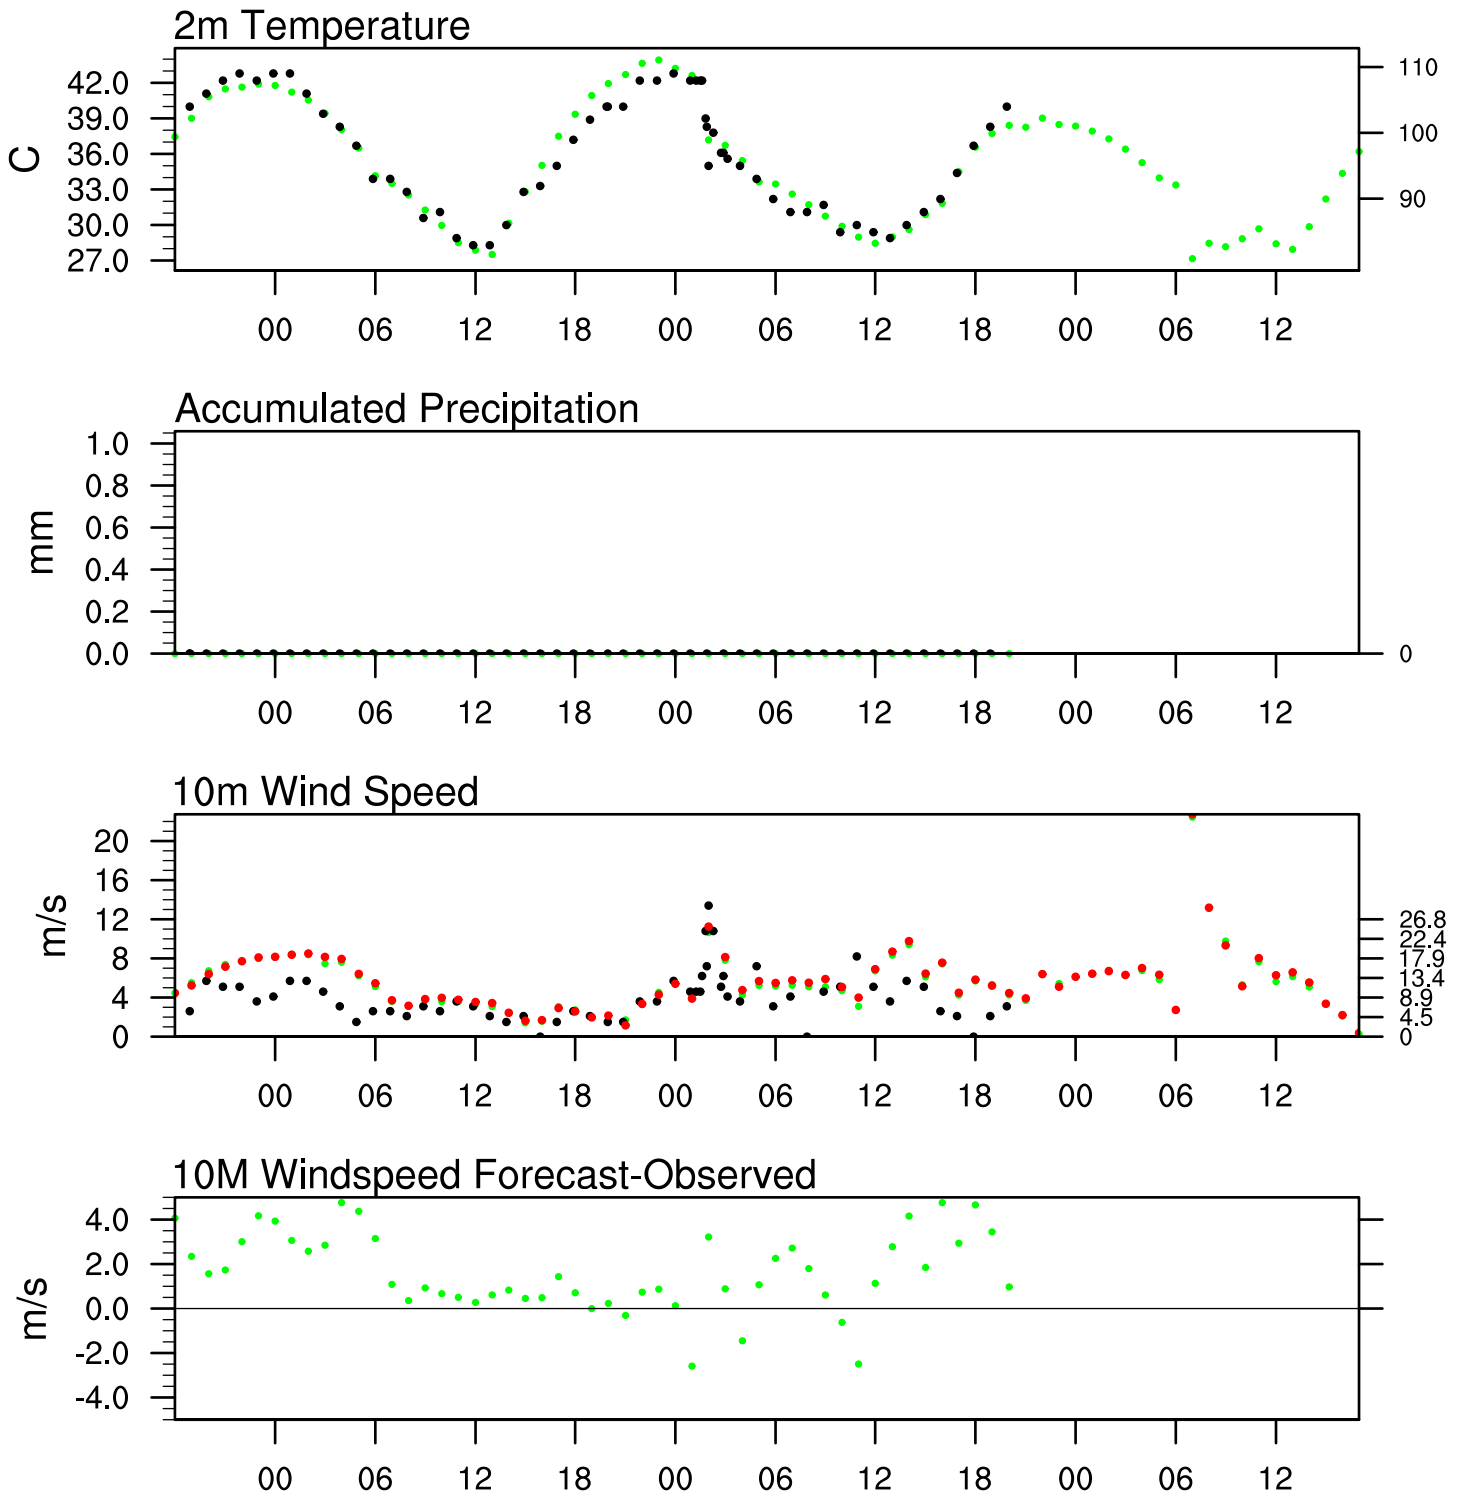 2m Temperature
C
42.0
39.0
36.0
33.0
30.0
27.0
110
100
90
00 06 12 18 00 06 12 18 00 06 12
Accumulated Precipitation
mm
1.0
0.8
0.6
0.4
0.2
0.0
0
00 06 12 18 00 06 12 18 00 06 12
10m Wind Speed
m/s
20
16
12
8
4
0
26.8
22.4
17.9
13.4
8.9
4.5
0
00 06 12 18 00 06 12 18 00 06 12
10M Windspeed Forecast-Observed
m/s
4.0
2.0
0.0
-2.0
-4.0
00 06 12 18 00 06 12 18 00 06 12